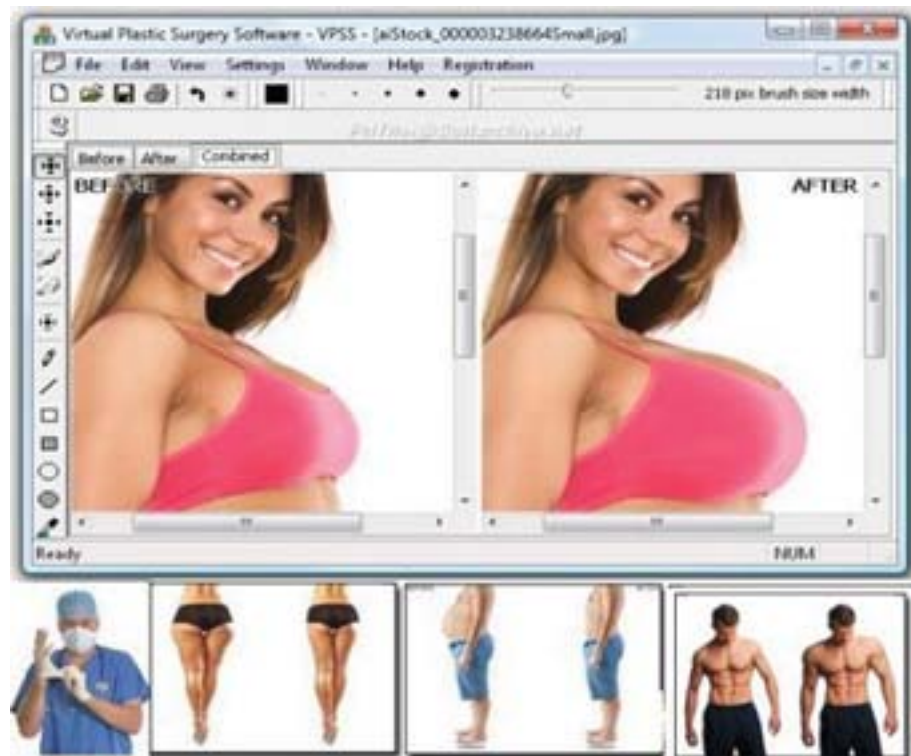 Virtual Plastic Surgery Software - VPSS - [aiStock_000003238664Small.jpg]
File Edit View Settings Window Help Registration
218 pix brush size width
Before After Combined
BEFORE
AFTER
Ready
NUM